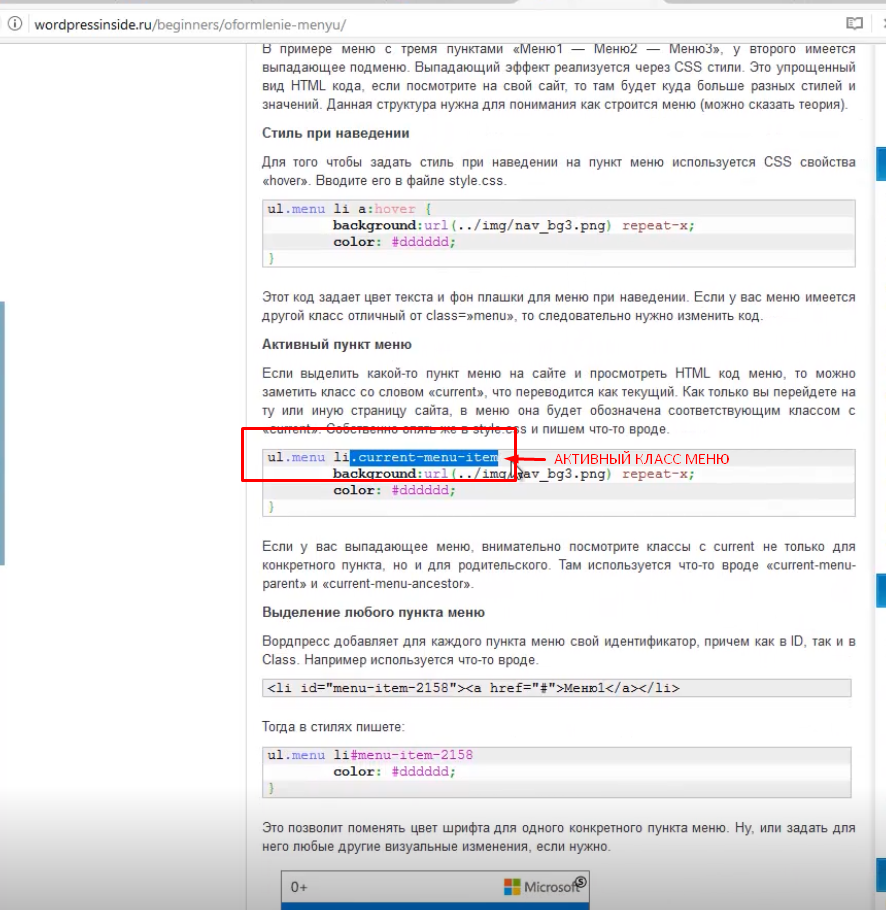 wordpressinside.ru/beginners/oformlenie-menyu/
В примере меню с тремя пунктами «Меню1 — Меню2 — Меню3», у второго имеется
выпадающее подменю. Выпадающий эффект реализуется через CSS стили. Это упрощенный
вид HTML кода, если посмотрите на свой сайт, то там будет куда больше разных стилей и
значений. Данная структура нужна для понимания как строится меню (можно сказать теория).
Стиль при наведении
Для того чтобы задать стиль при наведении на пункт меню используется CSS свойства
«hover». Вводите его в файле style.css.
ul.menu li a:hover {
background:url(../img/nav_bg3.png) repeat-x;
color: #dddddd;
}
Этот код задает цвет текста и фон плашки для меню при наведении. Если у вас меню имеется
другой класс отличный от class=»menu», то следовательно нужно изменить код.
Активный пункт меню
Если выделить какой-то пункт меню на сайте и просмотреть HTML код меню, то можно
заметить класс со словом «current», что переводится как текущий. Как только вы перейдете на
ту или иную страницу сайта, в меню она будет обозначена соответствующим классом с
«current». Собственно опять же в style.css и пишем что-то вроде.
ul.menu li.current-menu-item АКТИВНЫЙ КЛАСС МЕНЮ
background:url(../img/nav_bg3.png) repeat-x;
color: #dddddd;
}
Если у вас выпадающее меню, внимательно посмотрите классы с current не только для
конкретного пункта, но и для родительского. Там используется что-то вроде «current-menu-
parent» и «current-menu-ancestor».
Выделение любого пункта меню
Вордпресс добавляет для каждого пункта меню свой идентификатор, причем как в ID, так и в
Class. Например используется что-то вроде.
<li id="menu-item-2158"><a href="#">Меню1</a></li>
Тогда в стилях пишете:
ul.menu li#menu-item-2158
color: #dddddd;
}
Это позволит поменять цвет шрифта для одного конкретного пункта меню. Ну, или задать для
него любые другие визуальные изменения, если нужно.
0+ Microsoft